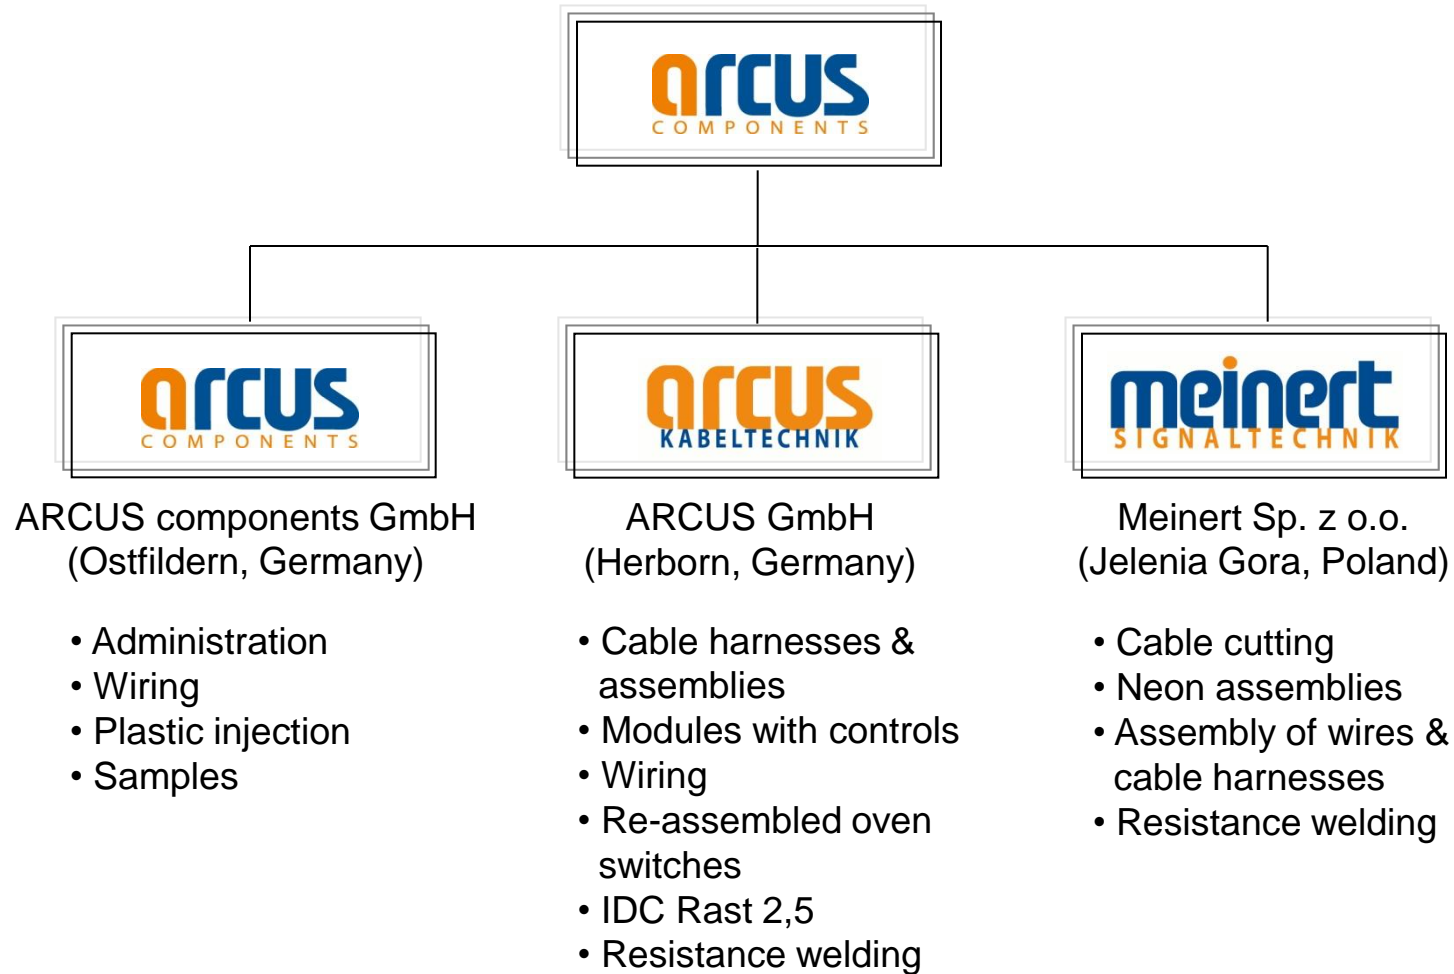 arcus
COMPONENTS
arcus
COMPONENTS
ARCUS components GmbH
(Ostfildern, Germany)
• Administration
• Wiring
• Plastic injection
• Samples
arcus
KABELTECHNIK
ARCUS GmbH
(Herborn, Germany)
• Cable harnesses &
assemblies
• Modules with controls
• Wiring
• Re-assembled oven
switches
• IDC Rast 2,5
• Resistance welding
meinert
SIGNALTECHNIK
Meinert Sp. z o.o.
(Jelenia Gora, Poland)
• Cable cutting
• Neon assemblies
• Assembly of wires &
cable harnesses
• Resistance welding